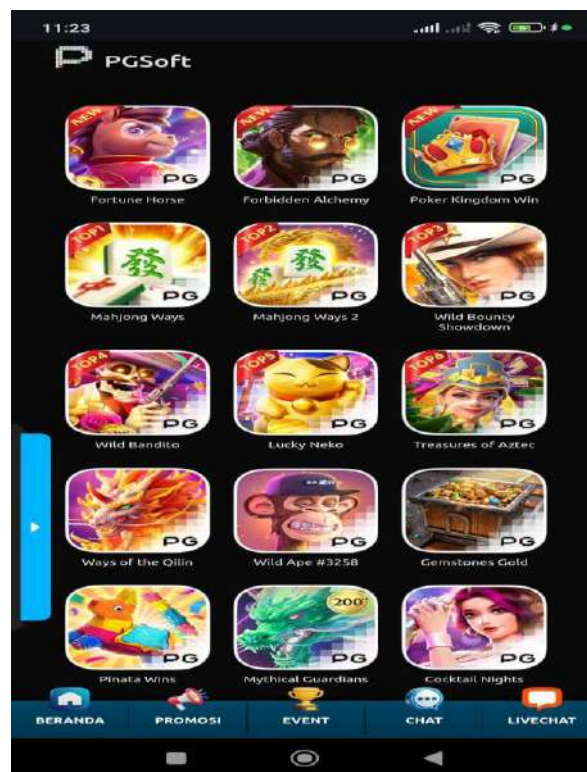 11:23
PGSoft
NEW
NEW
NEW
PG
PG
PG
Fortune Horse
Forbidden Alchemy
Poker Kingdom Win
TOP1
TOP2
TOP3
發
發
PG
PG
PG
Mahjong Ways
Mahjong Ways 2
Wild Bounty
Showdown
TOP4
TOP5
TOP6
PG
PG
PG
Wild Bandito
Lucky Neko
Treasures of Aztec
PG
PG
PG
Ways of the Qilin
Wild Ape #3258
Gemstones Gold
200
PG
PG
PG
Pinata Wins
Mythical Guardians
Cocktail Nights
BERANDA
PROMOSI
EVENT
CHAT
LIVECHAT